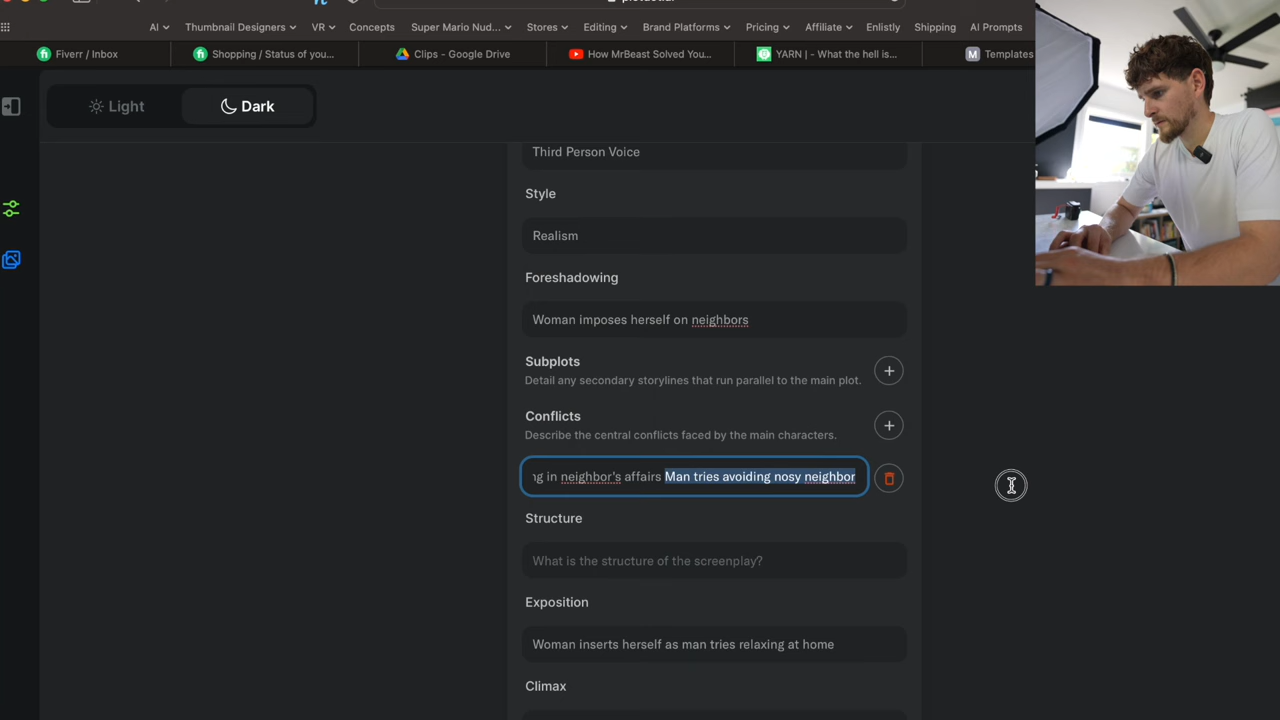 AI
Thumbnail Designers
VR
Concepts
Super Mario Nud...
Stores
Editing
Brand Platforms
Pricing
Affiliate
Enlistly
Shipping
AI Prompts
Fiverr / Inbox
Shopping / Status of you...
Clips - Google Drive
How MrBeast Solved You...
YARN | - What the hell is...
M Templates
Light
Dark
Third Person Voice
Style
Realism
Foreshadowing
Woman imposes herself on neighbors
Subplots
Detail any secondary storylines that run parallel to the main plot.
Conflicts
Describe the central conflicts faced by the main characters.
ng in neighbor's affairs Man tries avoiding nosy neighbor
Structure
What is the structure of the screenplay?
Exposition
Woman inserts herself as man tries relaxing at home
Climax